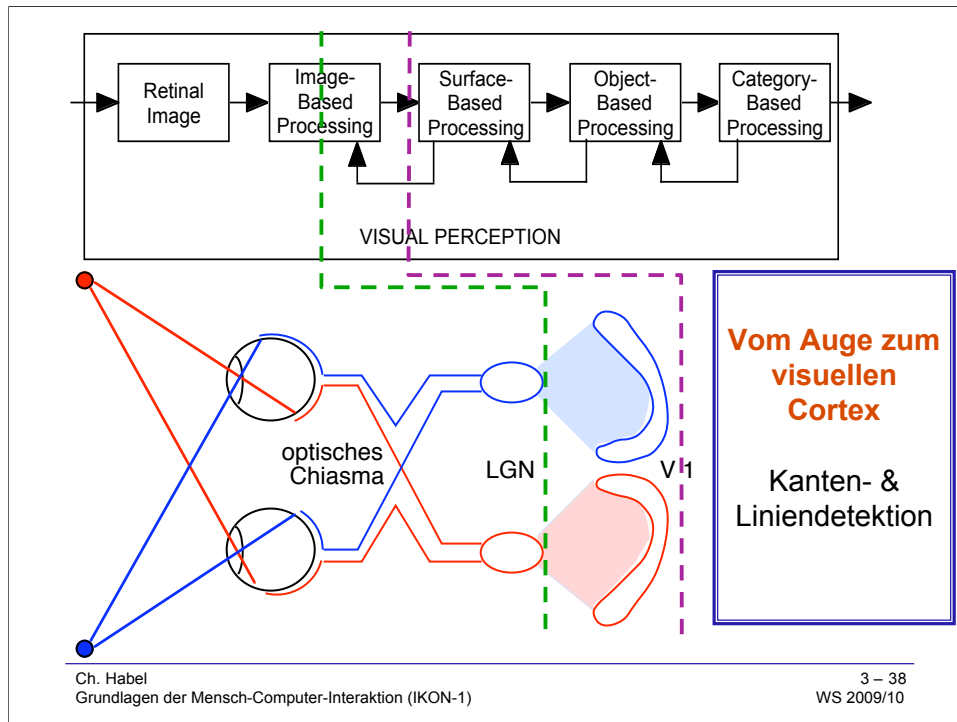 Retinal
Image
Image-
Based
Processing
Surface-
Based
Processing
Object-
Based
Processing
Category-
Based
Processing
VISUAL PERCEPTION
optisches
Chiasma
LGN
V 1
Vom Auge zum
visuellen
Cortex
Kanten- &
Liniendetektion
Ch. Habel
Grundlagen der Mensch-Computer-Interaktion (IKON-1)
3 – 38
WS 2009/10